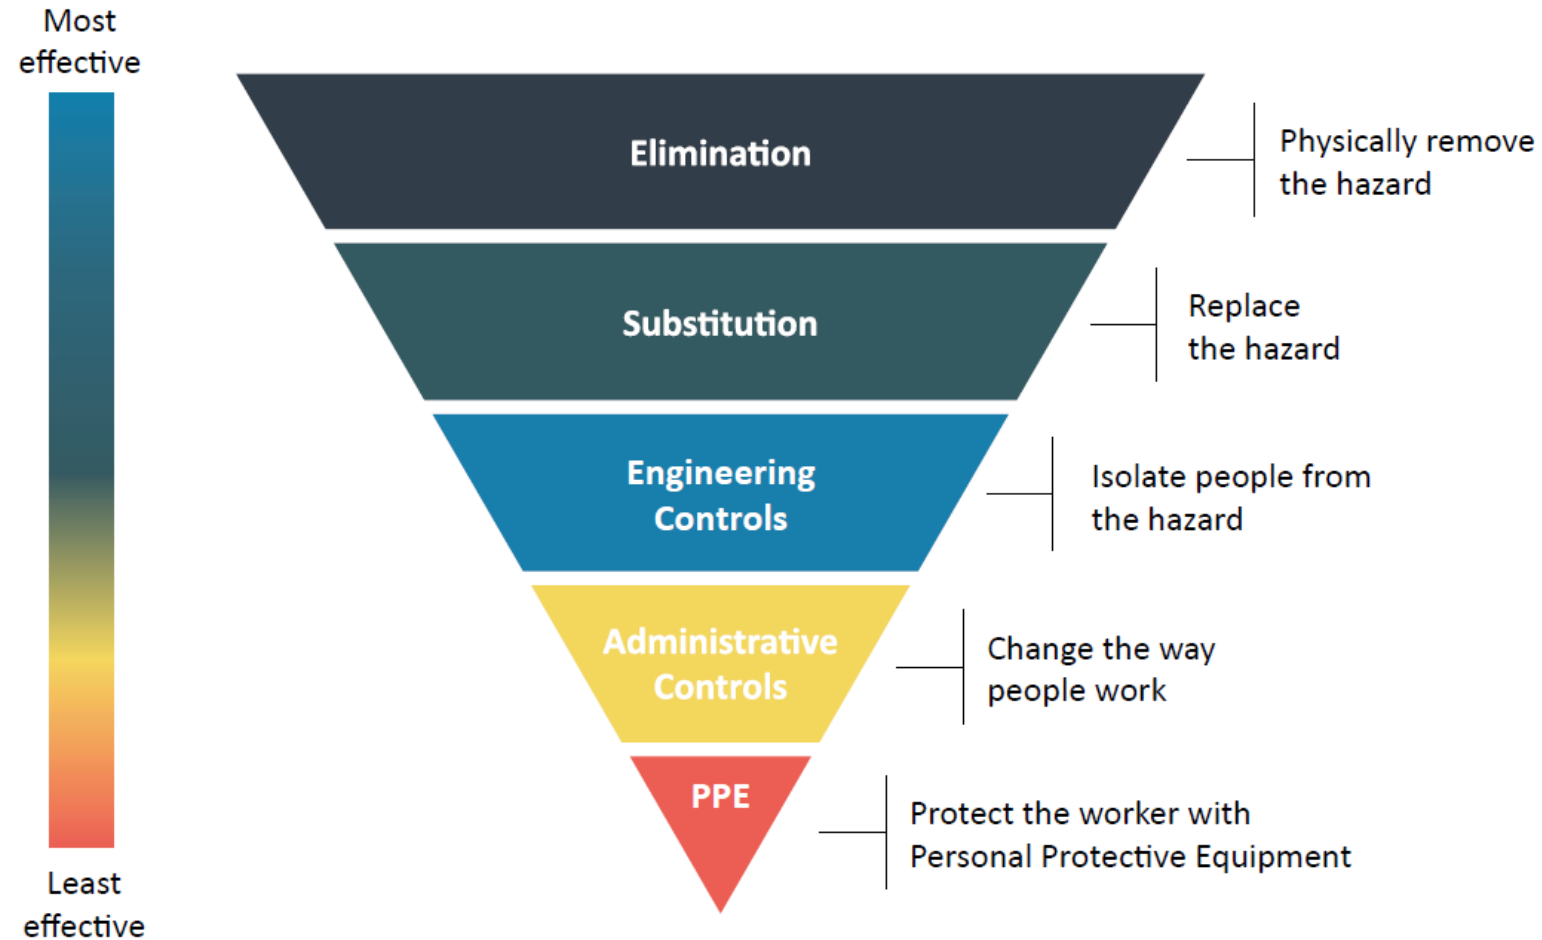 Most
effective
Elimination
Physically remove
the hazard
Substitution
Replace
the hazard
Engineering
Controls
Isolate people from
the hazard
Administrative
Controls
Change the way
people work
PPE
Protect the worker with
Personal Protective Equipment
Least
effective